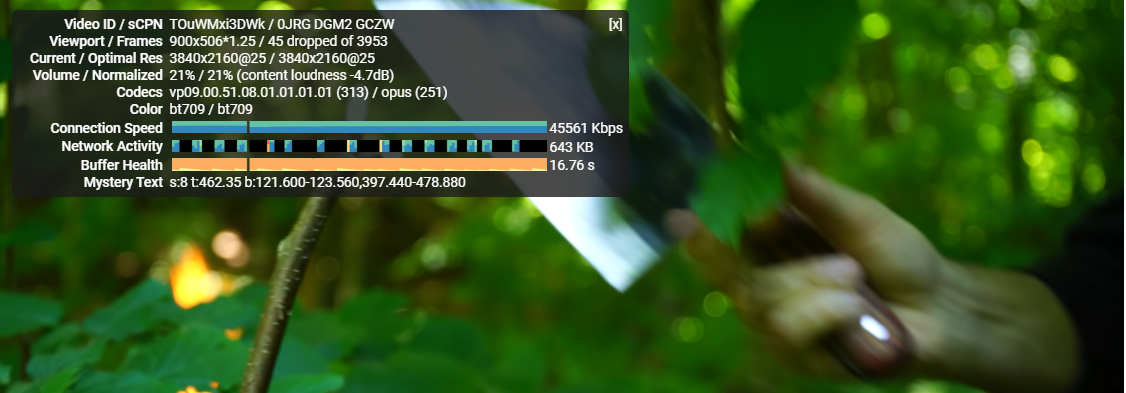 Video ID / sCPN TOuWMxi3DWk / 0JRG DGM2 GCZW [x]
Viewport / Frames 900x506*1.25 / 45 dropped of 3953
Current / Optimal Res 3840x2160@25 / 3840x2160@25
Volume / Normalized 21% / 21% (content loudness -4.7dB)
Codecs vp09.00.51.08.01.01.01.01 (313) / opus (251)
Color bt709 / bt709
Connection Speed 45561 Kbps
Network Activity 643 KB
Buffer Health 16.76 s
Mystery Text s:8 t:462.35 b:121.600-123.560,397.440-478.880